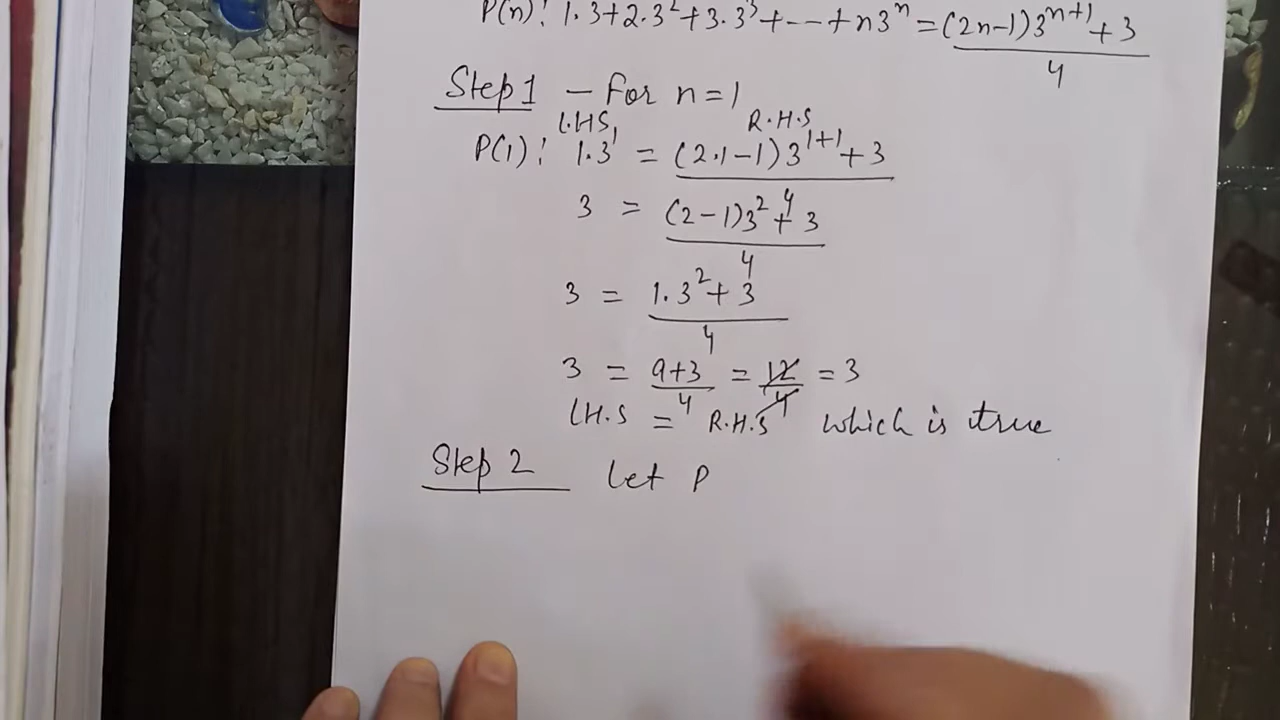 P(n): 1.3+2.3²+3.3³+---+n3ⁿ = (2n-1)3ⁿ⁺¹+3
4
Step 1 - for n=1
L.HS, R.H.S
P(1): 1.3¹ = (2.1-1)3¹⁺¹+3
4
3 = (2-1)3²+3
4
3 = 1.3²+3
4
3 = 9+3 = 12 = 3
4 4
LH.S = R.H.S which is true
Step 2 Let P